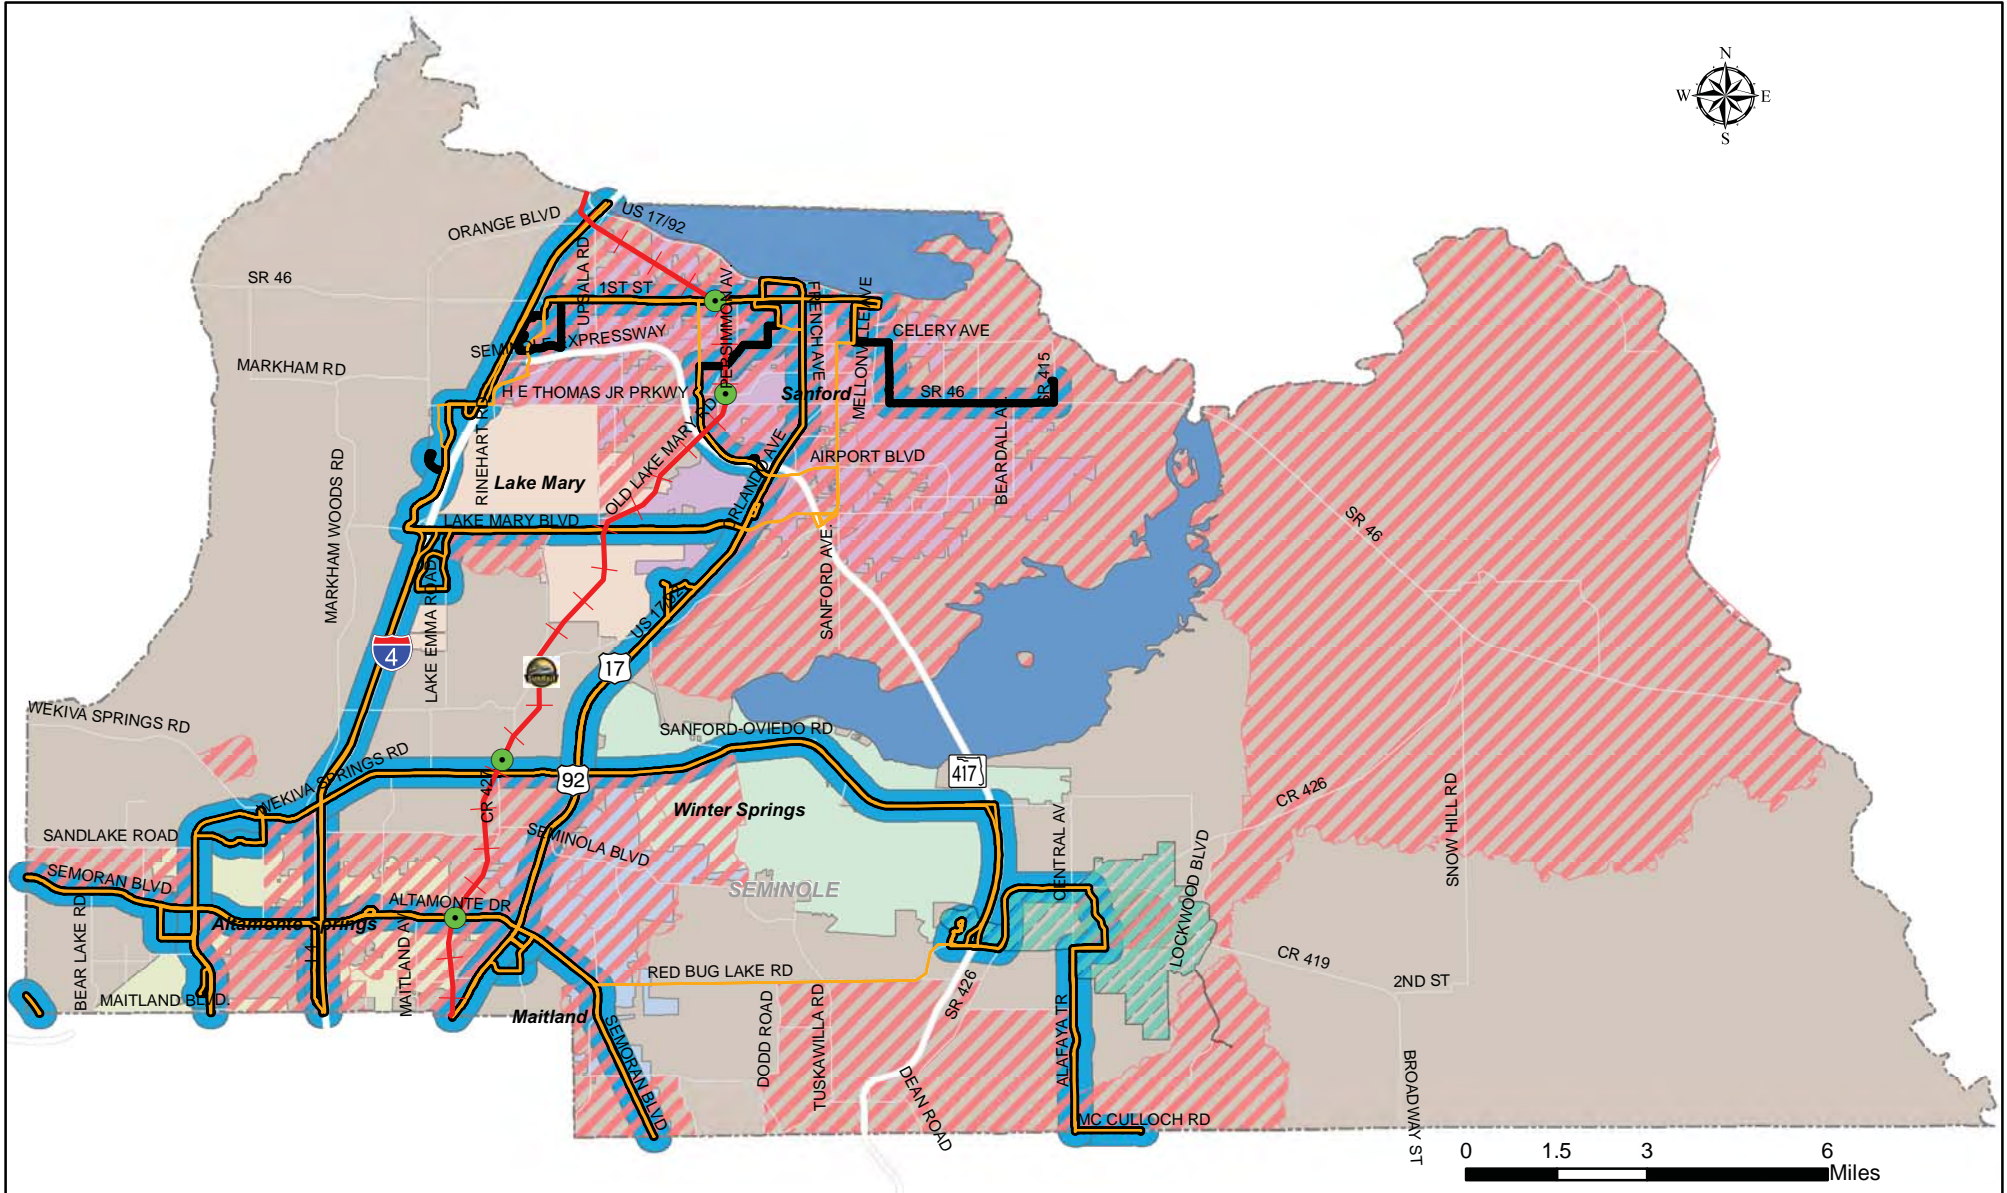 N
W E
S
ORANGE BLVD
US 17/92
UPSALA RD
SR 46
1ST ST
PERSIMMON AV.
FRENCH AVE
MELLONVILLE AVE
CELERY AVE
SEMINOLE EXPRESSWAY
MARKHAM RD
H E THOMAS JR PRKWY
Sanford
SR 46
SR 415
RINEHART RD
OLD LAKE MARY RD
BEARDALL AV.
MARKHAM WOODS RD
Lake Mary
AIRPORT BLVD
LAKE MARY BLVD
SR 46
SANFORD AVE.
LAKE EMMA ROAD
US 17/92
4
SunRail
17
WEKIVA SPRINGS RD
SANFORD-OVIEDO RD
WEKIVA SPRINGS RD
92
417
CR 427
CR 426
SNOW HILL RD
Winter Springs
CENTRAL AV
SANDLAKE ROAD
SEMINOLA BLVD
LOCKWOOD BLVD
SEMORAN BLVD
SEMINOLE
ALTAMONTE DR
BEAR LAKE RD
Altamonte Springs
I-4
MAITLAND AV
RED BUG LAKE RD
CR 419
2ND ST
MAITLAND BLVD.
Maitland
SR 426
SEMORAN BLVD
DODD ROAD
TUSKAWILLA RD
ALAFAYA TR
DEAN ROAD
BROADWAY ST
MC CULLOCH RD
0 1.5 3 6
Miles